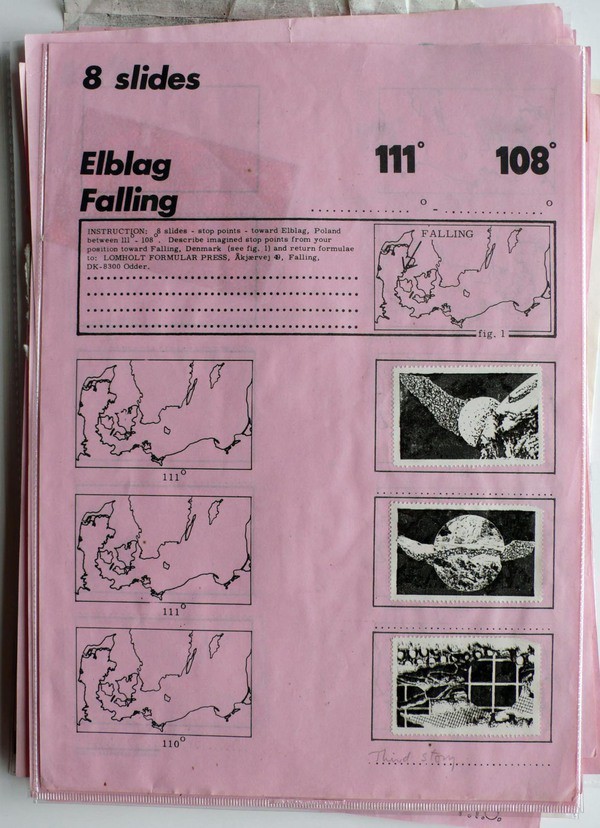 8 slides
Elblag 111° 108°
Falling
INSTRUCTION: 8 slides - stop points - toward Elblag, Poland
between 111° - 108°. Describe imagined stop points from your
position toward Falling, Denmark (see fig. 1) and return formulae
to: LOMHOLT FORMULAR PRESS, Åkjærvej 49, Falling,
DK-8300 Odder.
FALLING
fig. 1
111°
111°
110°
Third story